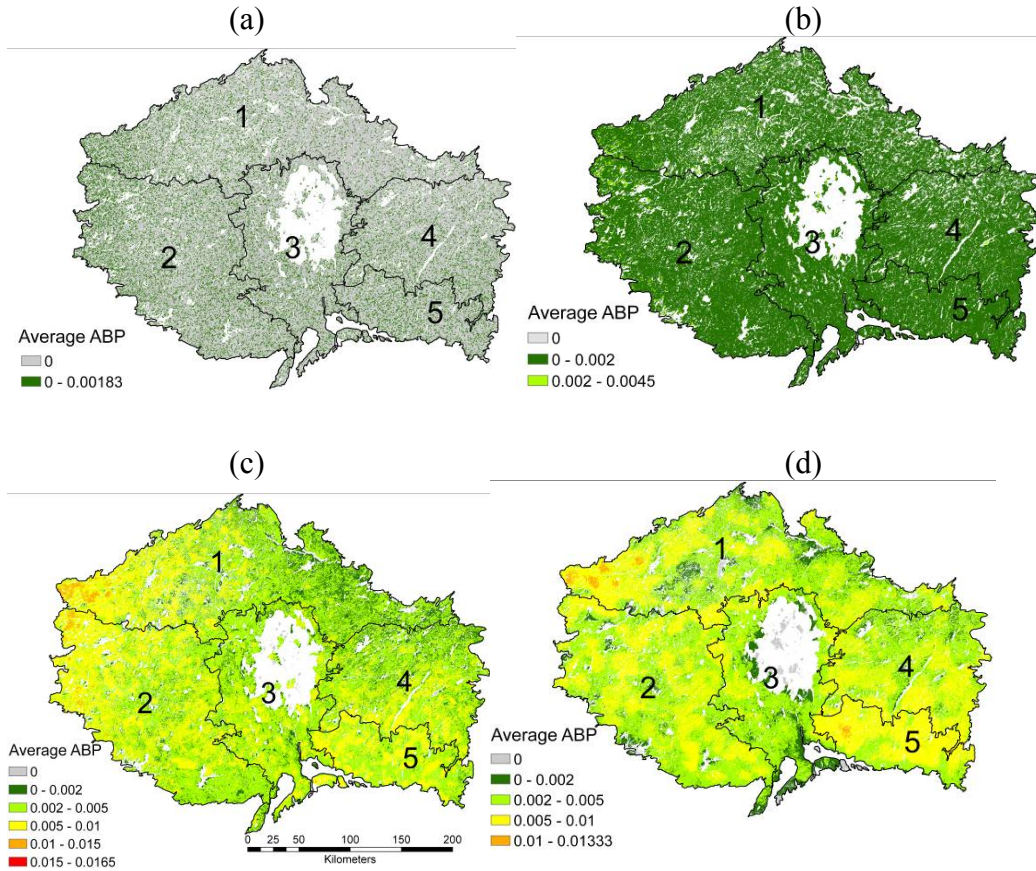 (a)
(b)
1
2
3
4
5
Average ABP
0
0 - 0.00183
1
2
3
4
5
Average ABP
0
0 - 0.002
0.002 - 0.0045
(c)
(d)
1
2
3
4
5
Average ABP
0
0 - 0.002
0.002 - 0.005
0.005 - 0.01
0.01 - 0.015
0.015 - 0.0165
0 25 50 100 150 200
Kilometers
1
2
3
4
5
Average ABP
0
0 - 0.002
0.002 - 0.005
0.005 - 0.01
0.01 - 0.01333